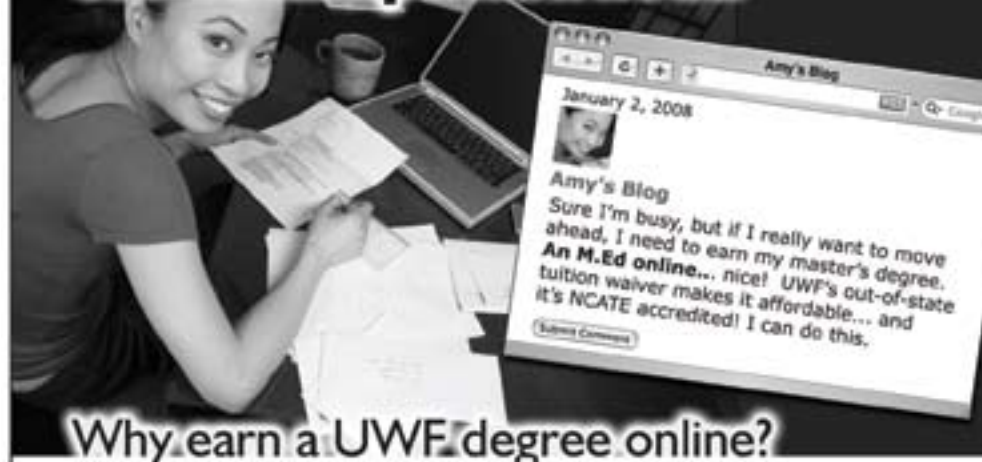 Amy's Blog
January 2, 2008
Amy's Blog
Sure I'm busy, but if I really want to move
ahead, I need to earn my master's degree.
An M.Ed online... nice! UWF's out-of-state
tuition waiver makes it affordable... and
it's NCATE accredited! I can do this.
Submit Comment
Why earn a UWF degree online?